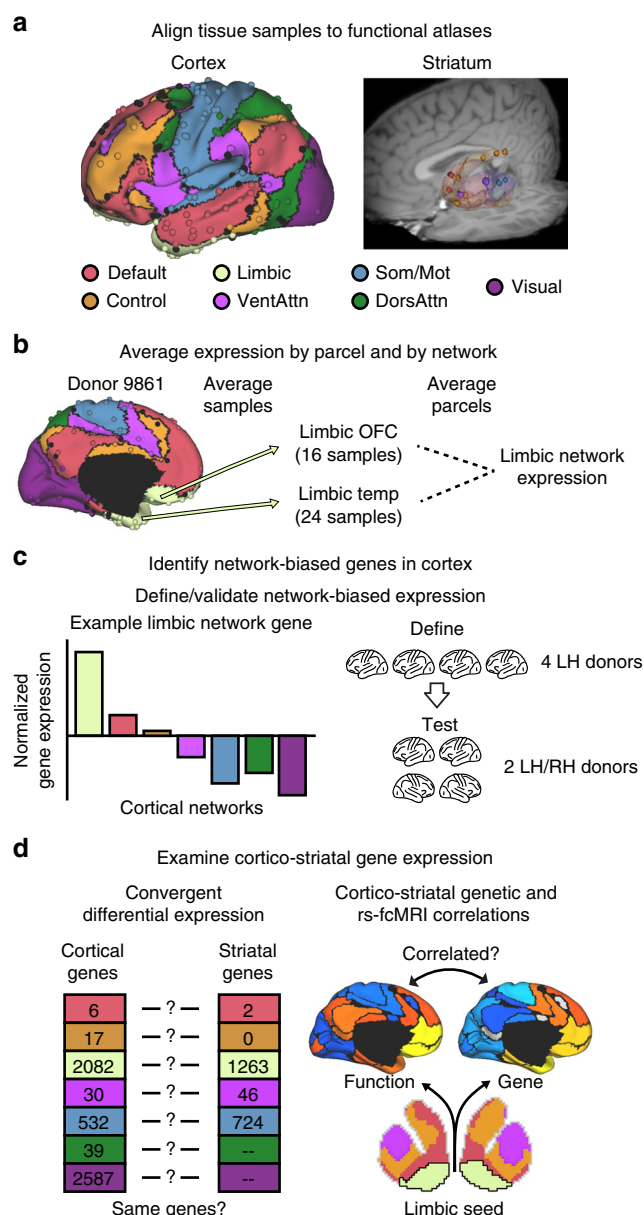 a
Align tissue samples to functional atlases
Cortex
Striatum
Default
Limbic
Som/Mot
Visual
Control
VentAttn
DorsAttn
b
Average expression by parcel and by network
Donor 9861
Average
samples
Average
parcels
Limbic OFC
(16 samples)
Limbic temp
(24 samples)
Limbic network
expression
c
Identify network-biased genes in cortex
Define/validate network-biased expression
Example limbic network gene
Normalized
gene expression
Cortical networks
Define
4 LH donors
Test
2 LH/RH donors
d
Examine cortico-striatal gene expression
Convergent
differential expression
Cortical
genes
Striatal
genes
6 – ? – 2
17 – ? – 0
2082 – ? – 1263
30 – ? – 46
532 – ? – 724
39 – ? – --
2587 – ? – --
Same genes?
Cortico-striatal genetic and
rs-fcMRI correlations
Correlated?
Function
Gene
Limbic seed